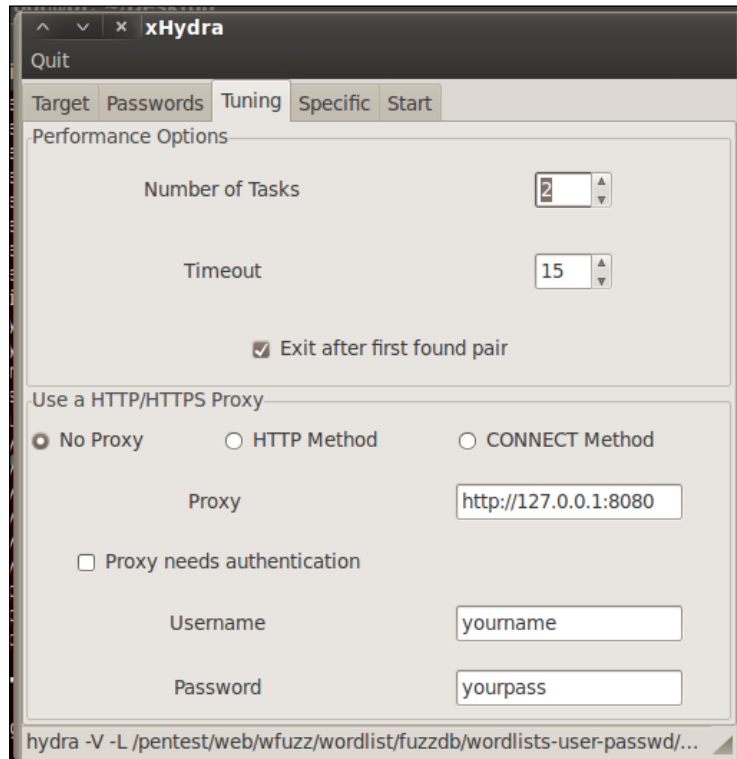 xHydra
Quit
Target Passwords Tuning Specific Start
Performance Options
Number of Tasks 2
Timeout 15
Exit after first found pair
Use a HTTP/HTTPS Proxy
No Proxy HTTP Method CONNECT Method
Proxy http://127.0.0.1:8080
Proxy needs authentication
Username yourname
Password yourpass
hydra -V -L /pentest/web/wfuzz/wordlist/fuzzdb/wordlists-user-passwd/...